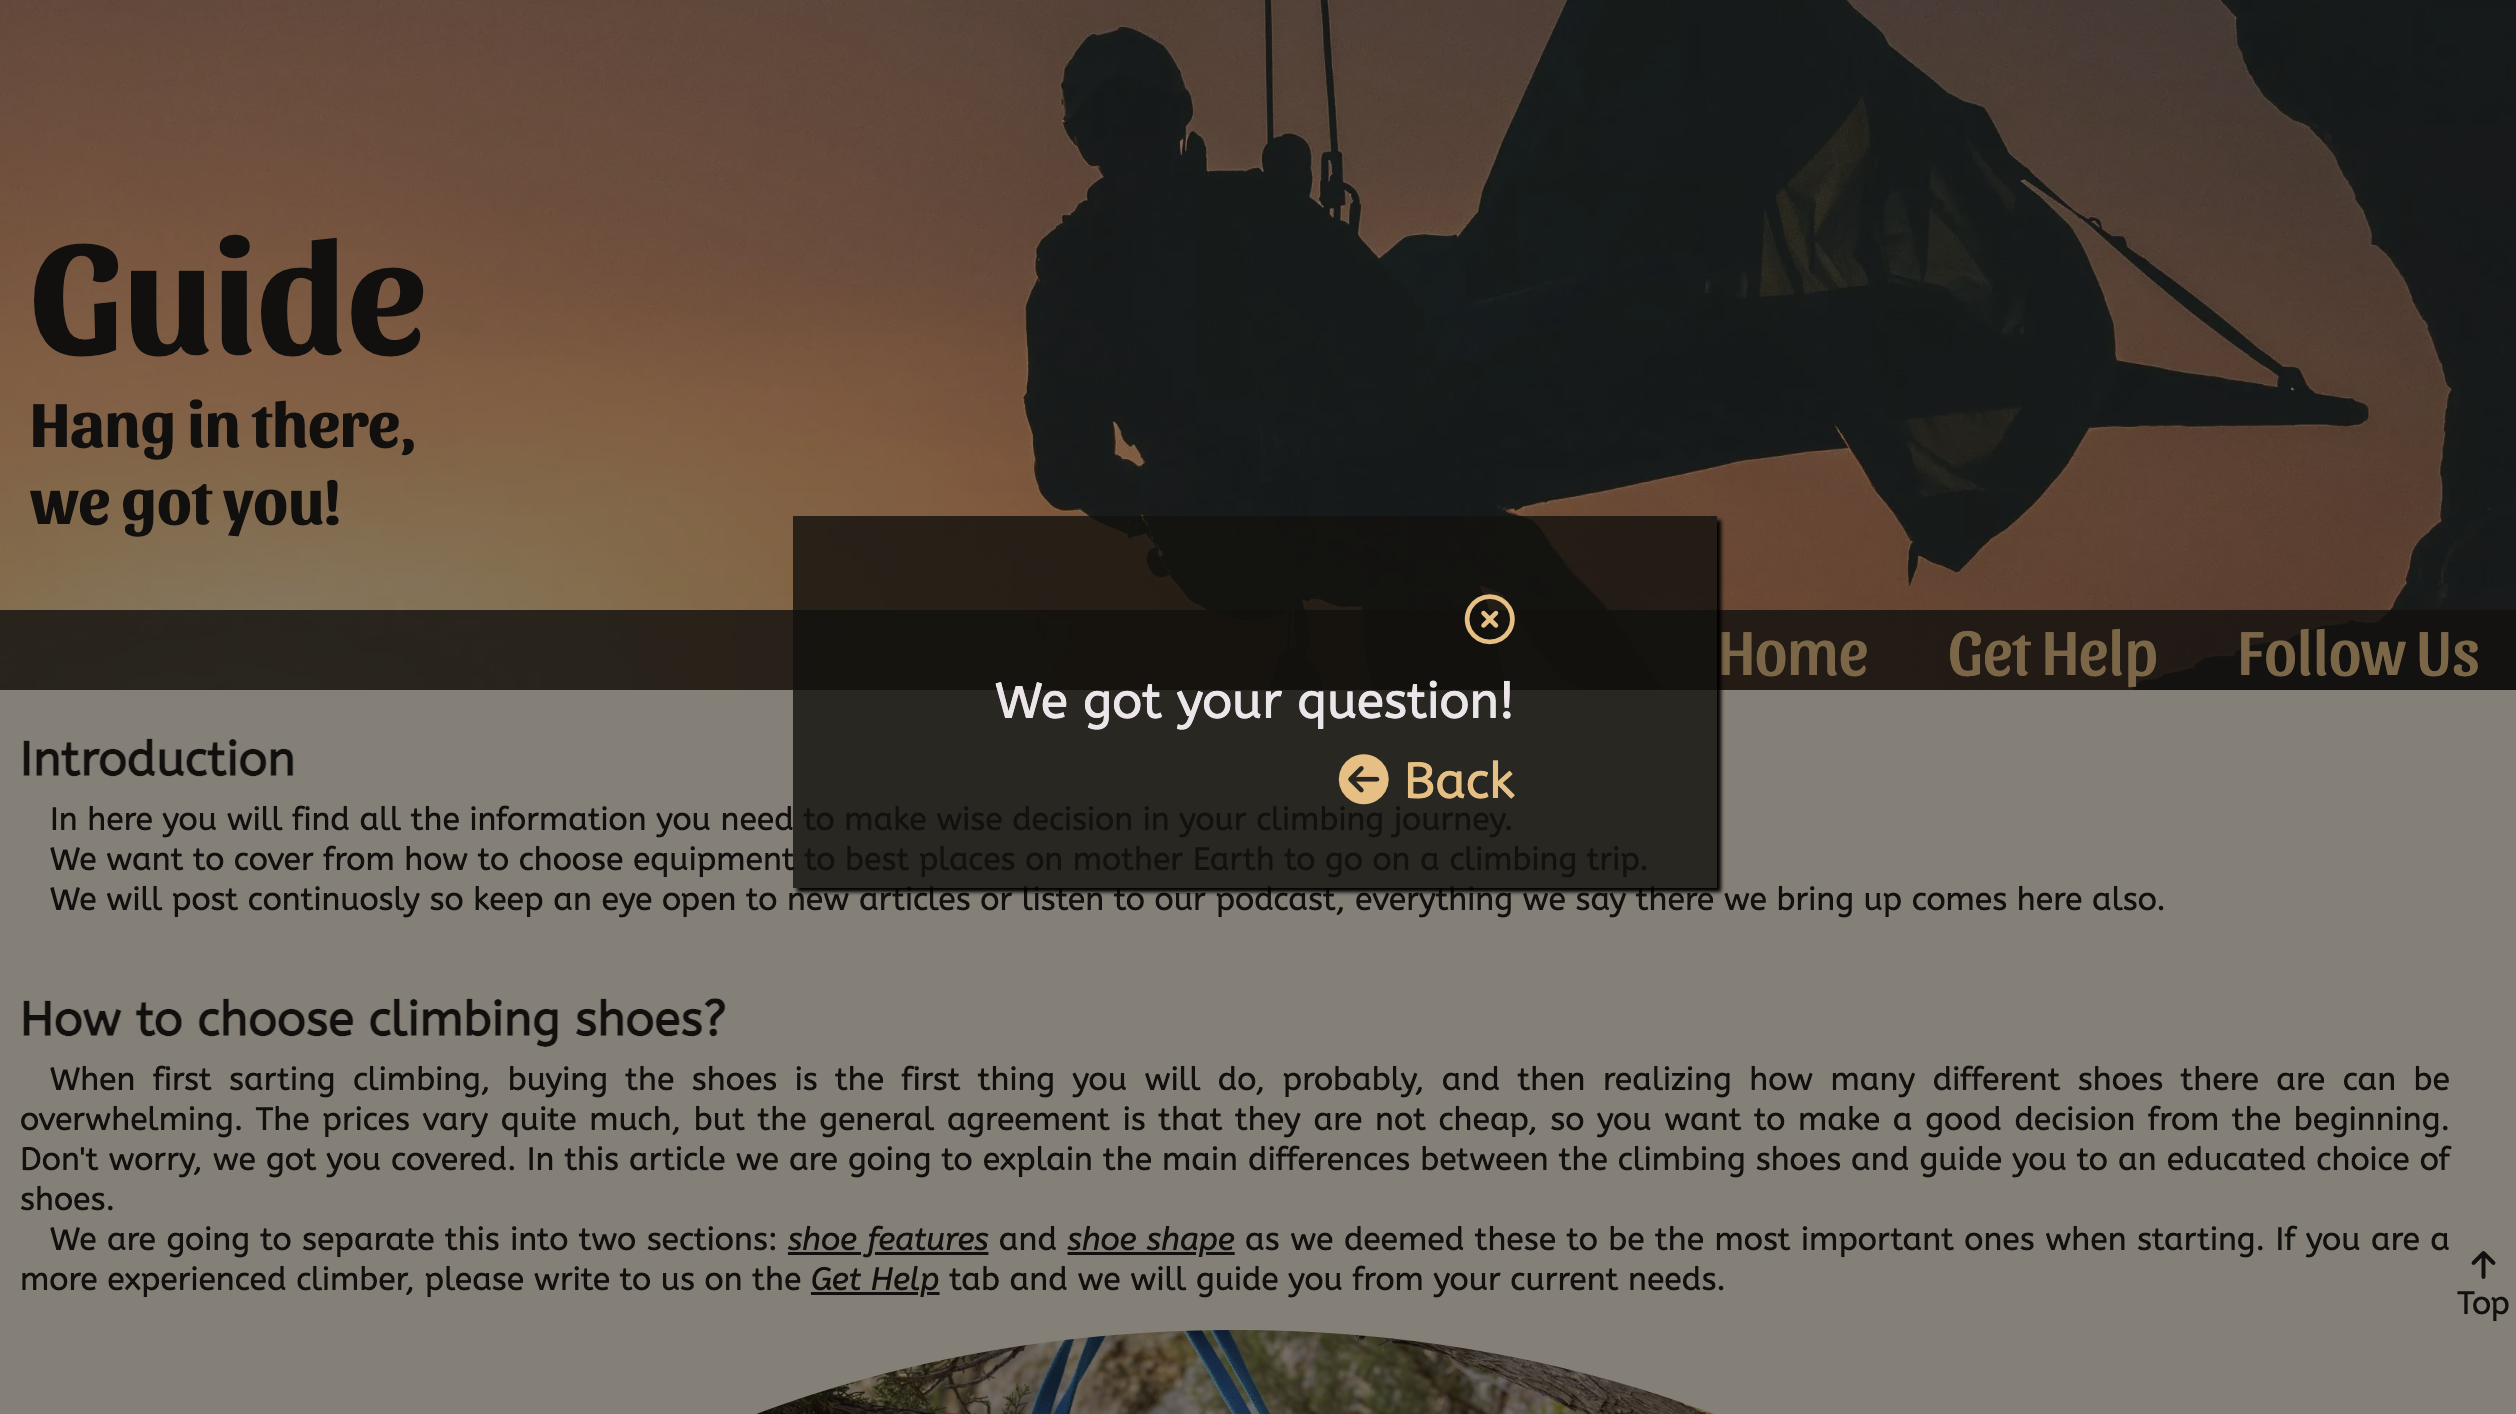 Guide
Hang in there,
we got you!
Home Get Help Follow Us
We got your question!
Back
Introduction
In here you will find all the information you need to make wise decision in your climbing journey.
We want to cover from how to choose equipment to best places on mother Earth to go on a climbing trip.
We will post continuosly so keep an eye open to new articles or listen to our podcast, everything we say there we bring up comes here also.
How to choose climbing shoes?
When first sarting climbing, buying the shoes is the first thing you will do, probably, and then realizing how many different shoes there are can be
overwhelming. The prices vary quite much, but the general agreement is that they are not cheap, so you want to make a good decision from the beginning.
Don't worry, we got you covered. In this article we are going to explain the main differences between the climbing shoes and guide you to an educated choice of
shoes.
We are going to separate this into two sections: shoe features and shoe shape as we deemed these to be the most important ones when starting. If you are a
more experienced climber, please write to us on the Get Help tab and we will guide you from your current needs.
Top